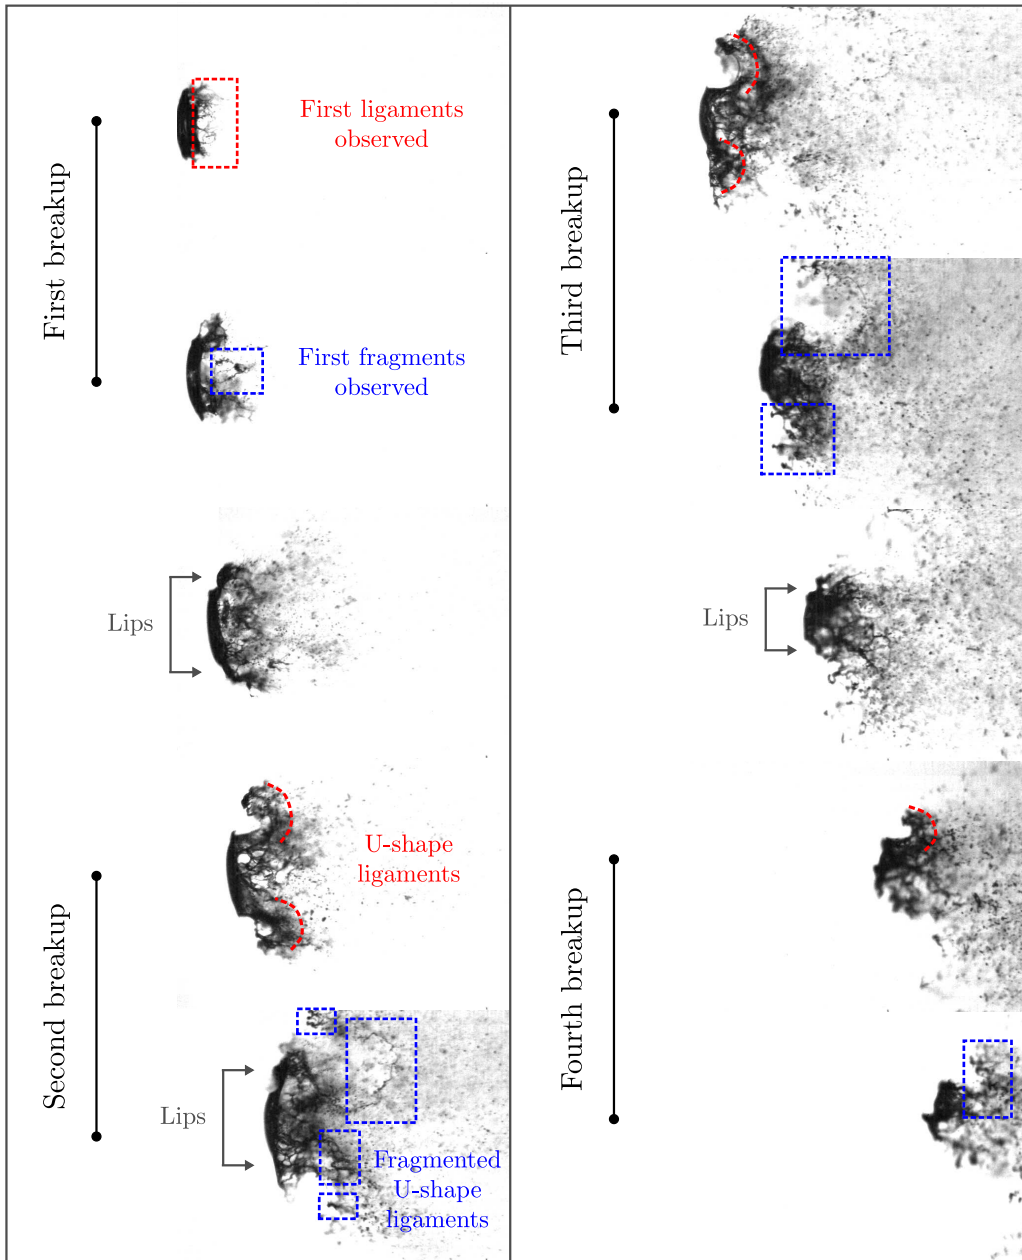 First breakup
First ligaments
observed
First fragments
observed
Lips
Second breakup
U-shape
ligaments
Lips
Fragmented
U-shape
ligaments
Third breakup
Lips
Fourth breakup